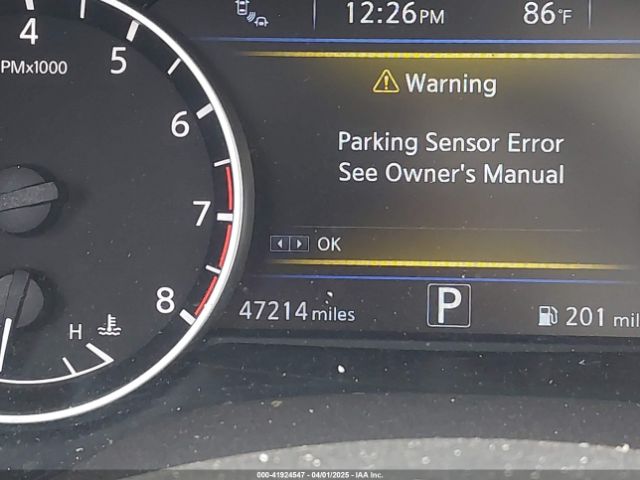 4
5
PMx1000
6
7
8
H
12:26PM 86°F
Warning
Parking Sensor Error
See Owner's Manual
OK
47214 miles P 201 mil
000-41924547 - 04/01/2025 - IAA Inc.